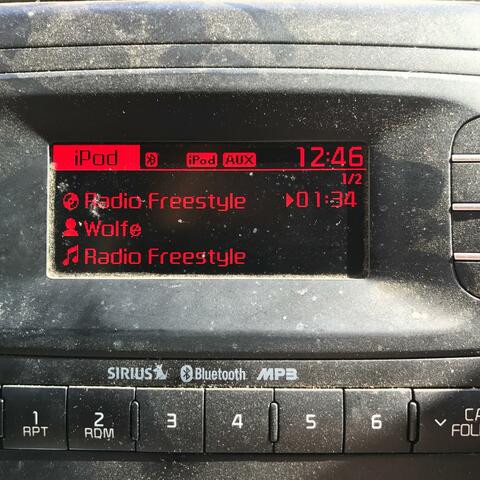 iPod iPod AUX 12:46
1/2
Radio Freestyle 01:34
Wolfø
Radio Freestyle
SIRIUS Bluetooth MP3
1 2 3 4 5 6
RPT RDM